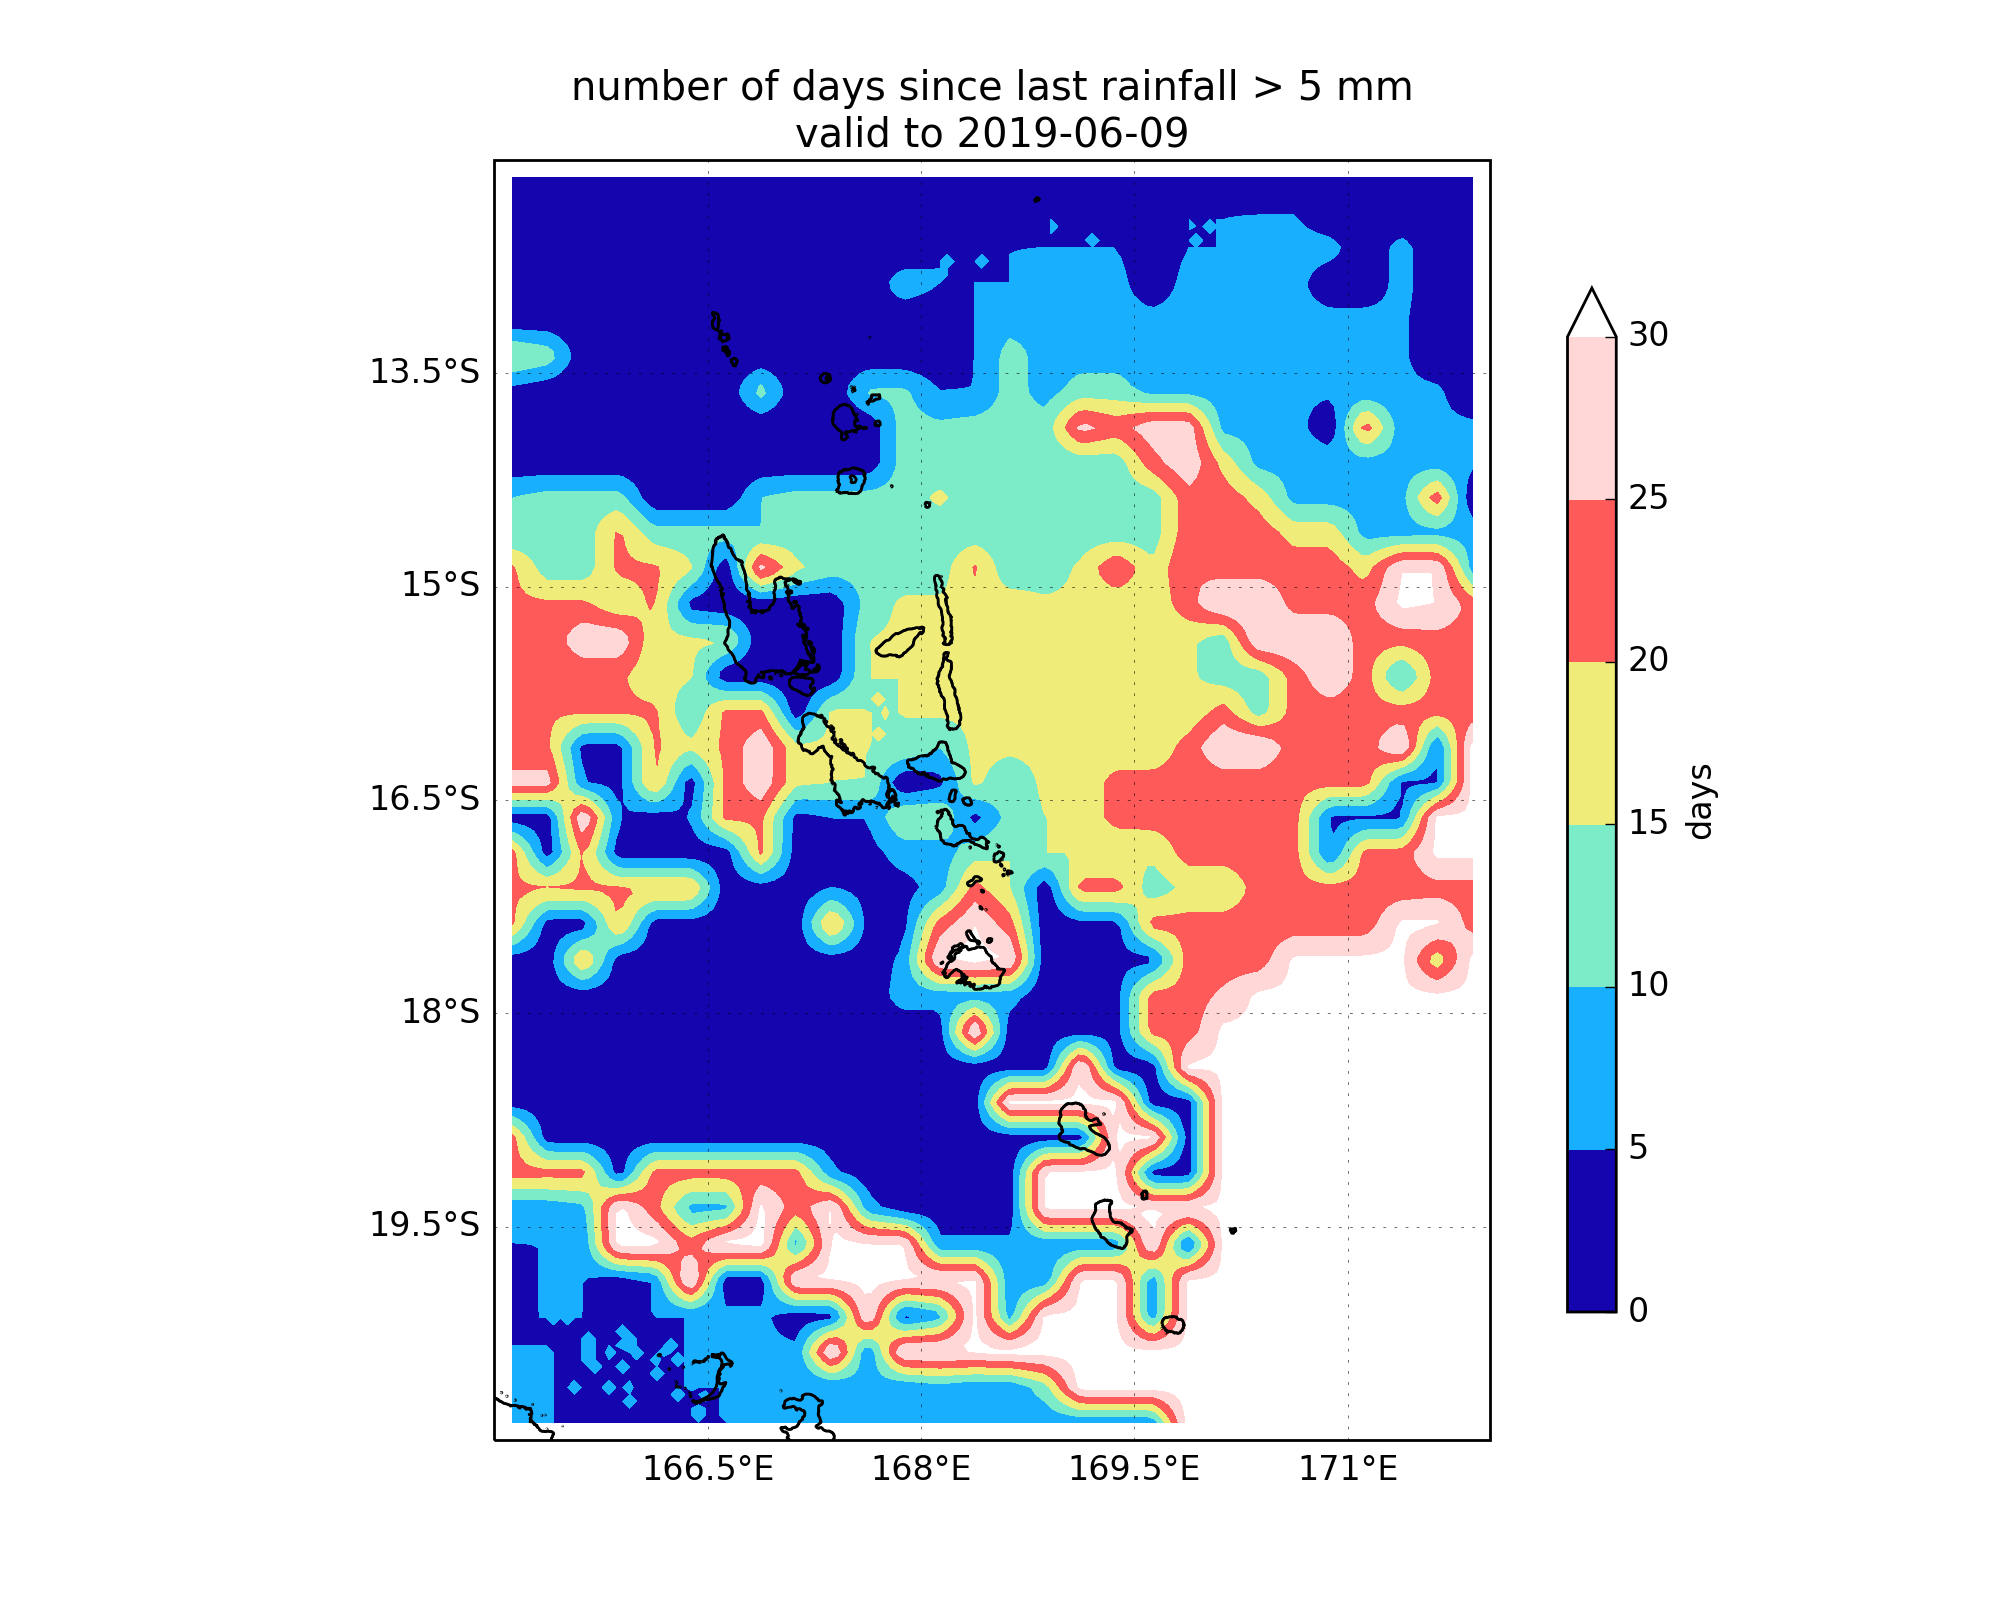 number of days since last rainfall > 5 mm
valid to 2019-06-09
13.5°S
15°S
16.5°S
18°S
19.5°S
166.5°E
168°E
169.5°E
171°E
30
25
20
15
10
5
0
days